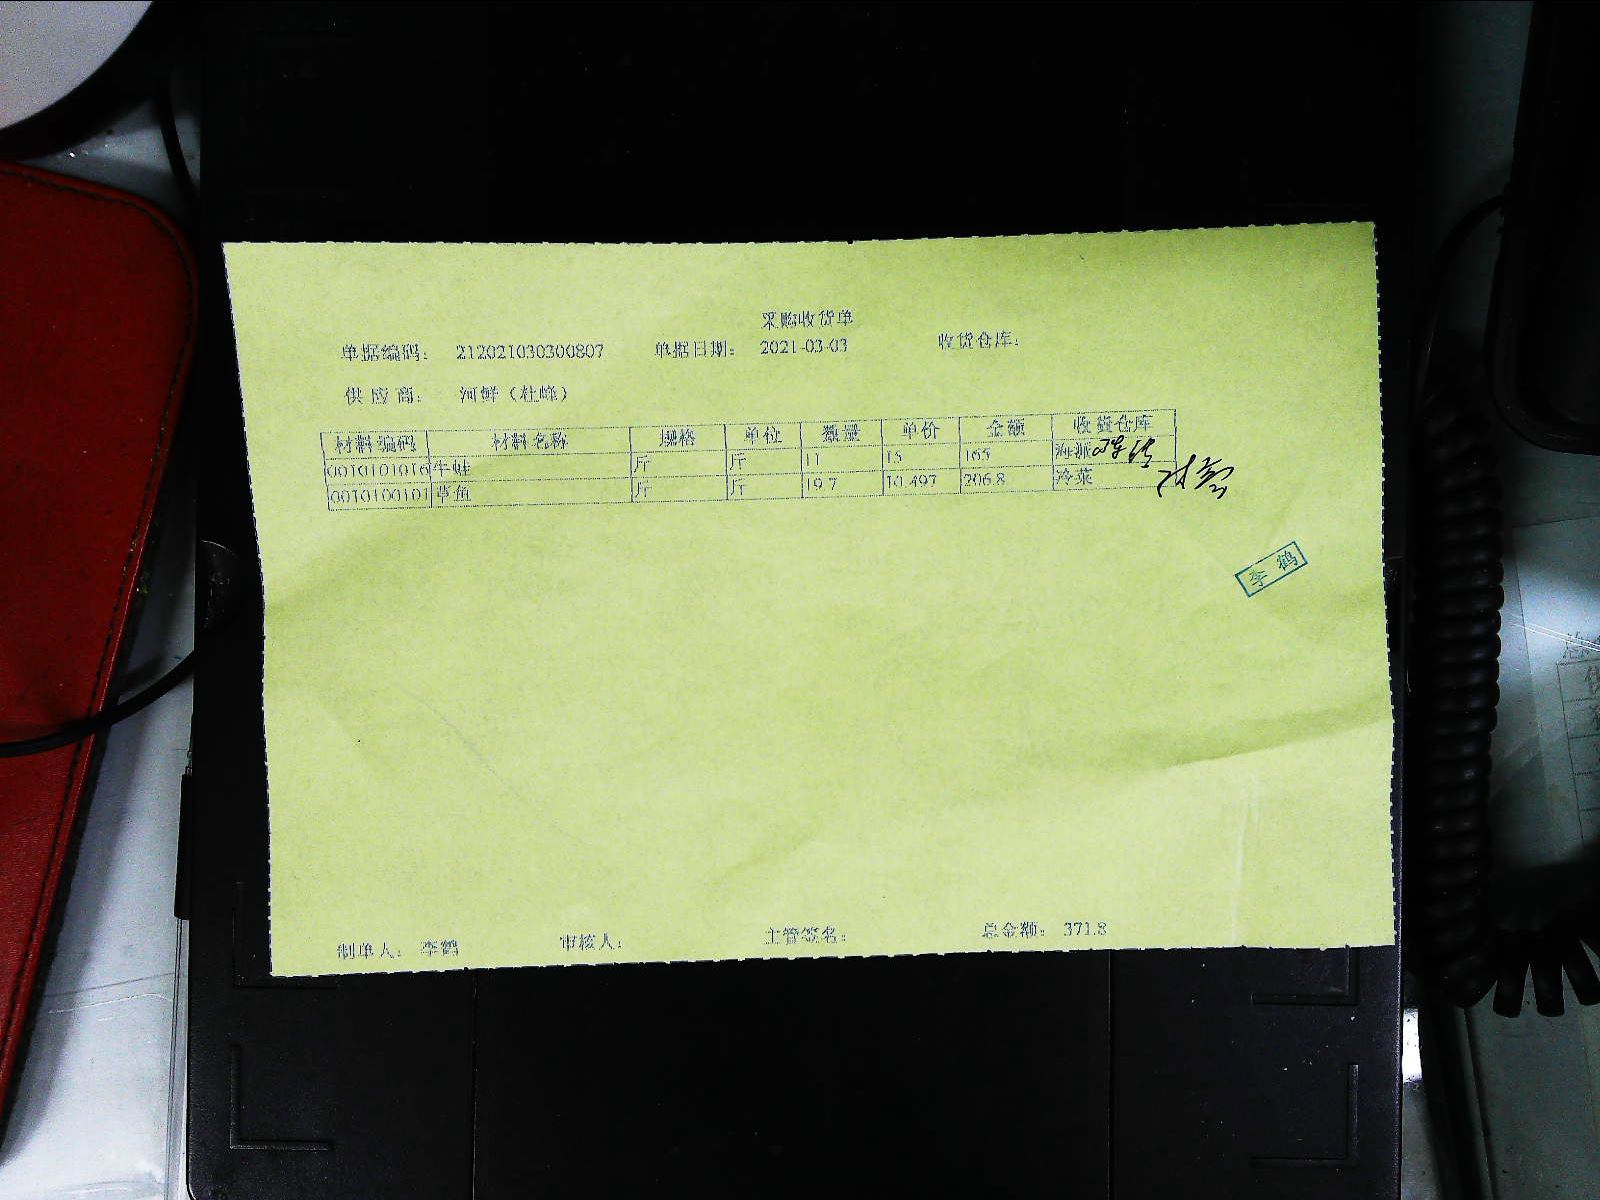 采购收货单
单据编码: 212021030300807 单据日期: 2021-03-03 收货仓库:
供应商: 河鲜（杜峰）
材料编码 材料名称 规格 单位 数量 单价 金额 收货仓库
0010101016 牛蛙 斤 斤 11 15 165 海派
0010100101 草鱼 斤 斤 19.7 10.497 206.8 冷菜
李鹤
制单人: 李鹤 审核人: 主管签名: 总金额: 371.8